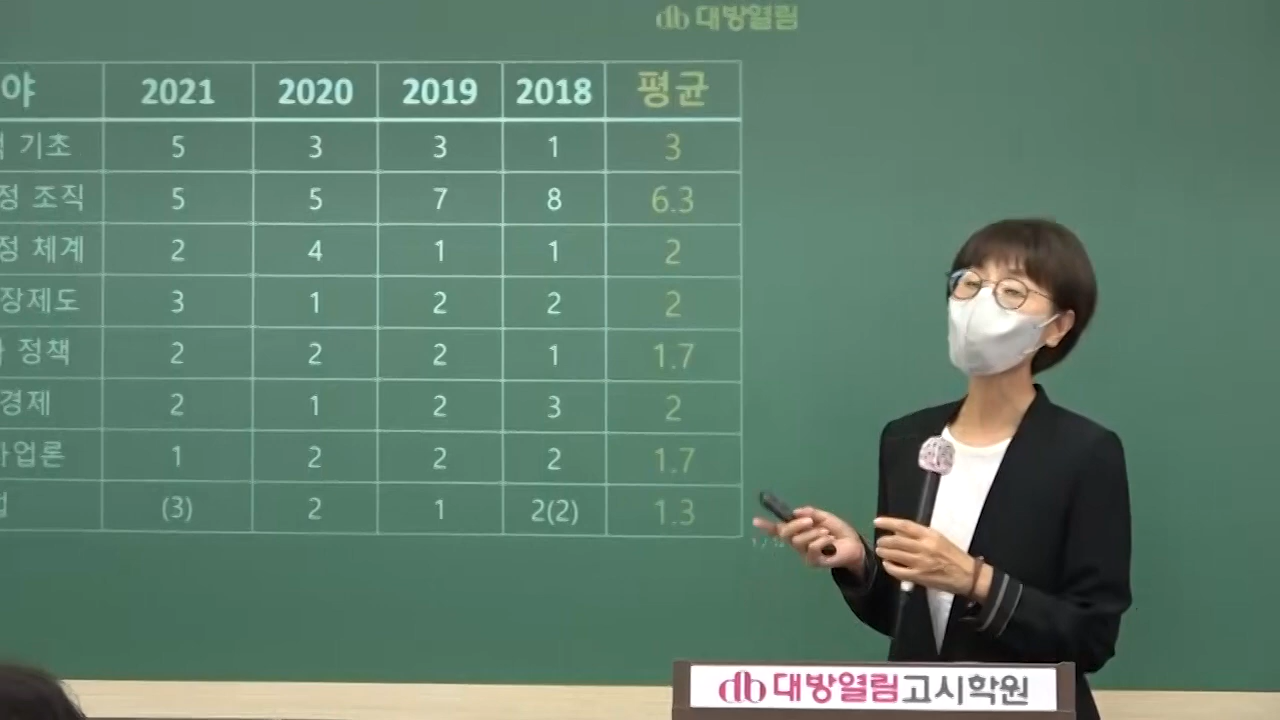 db 대방열림
야 2021 2020 2019 2018 평균
기초 5 3 3 1 3
정 조직 5 5 7 8 6.3
정 체계 2 4 1 1 2
장제도 3 1 2 2 2
정책 2 2 2 1 1.7
경제 2 1 2 3 2
업론 1 2 2 2 1.7
(3) 2 1 2(2) 1.3
db 대방열림고시학원